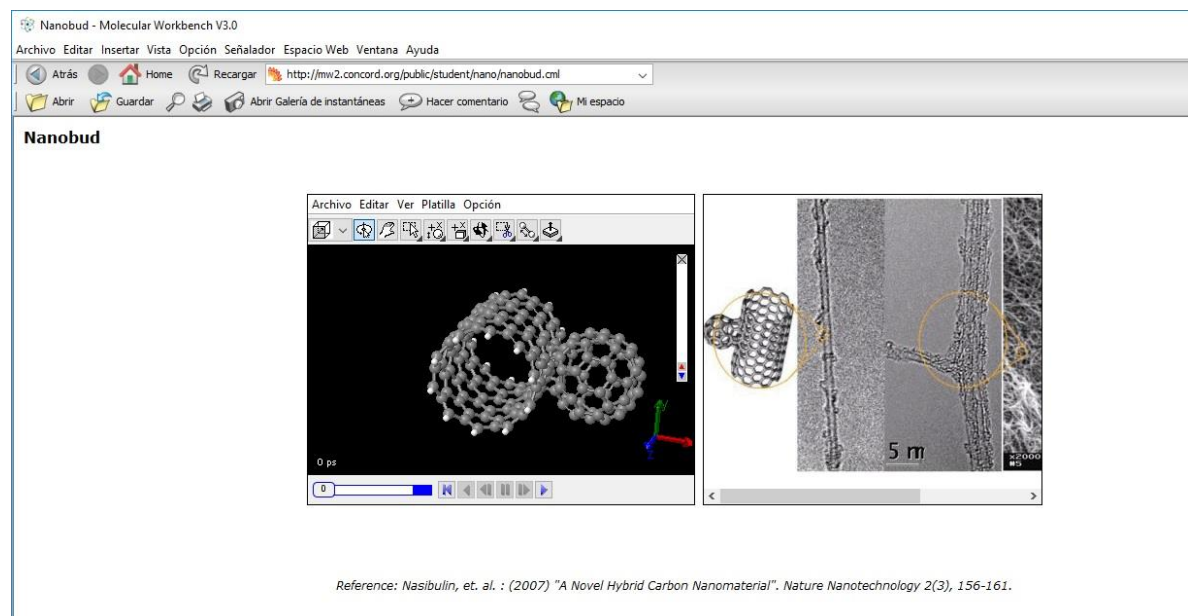 Nanobud - Molecular Workbench V3.0
Archivo Editar Insertar Vista Opción Señalador Espacio Web Ventana Ayuda
Atrás Home Recargar http://mw2.concord.org/public/student/nano/nanobud.cml
Abrir Guardar Abrir Galería de instantáneas Hacer comentario Mi espacio
Nanobud
Archivo Editar Ver Platilla Opción
0 ps
0
5 m
x2000
#5
Reference: Nasibulin, et. al. : (2007) "A Novel Hybrid Carbon Nanomaterial". Nature Nanotechnology 2(3), 156-161.